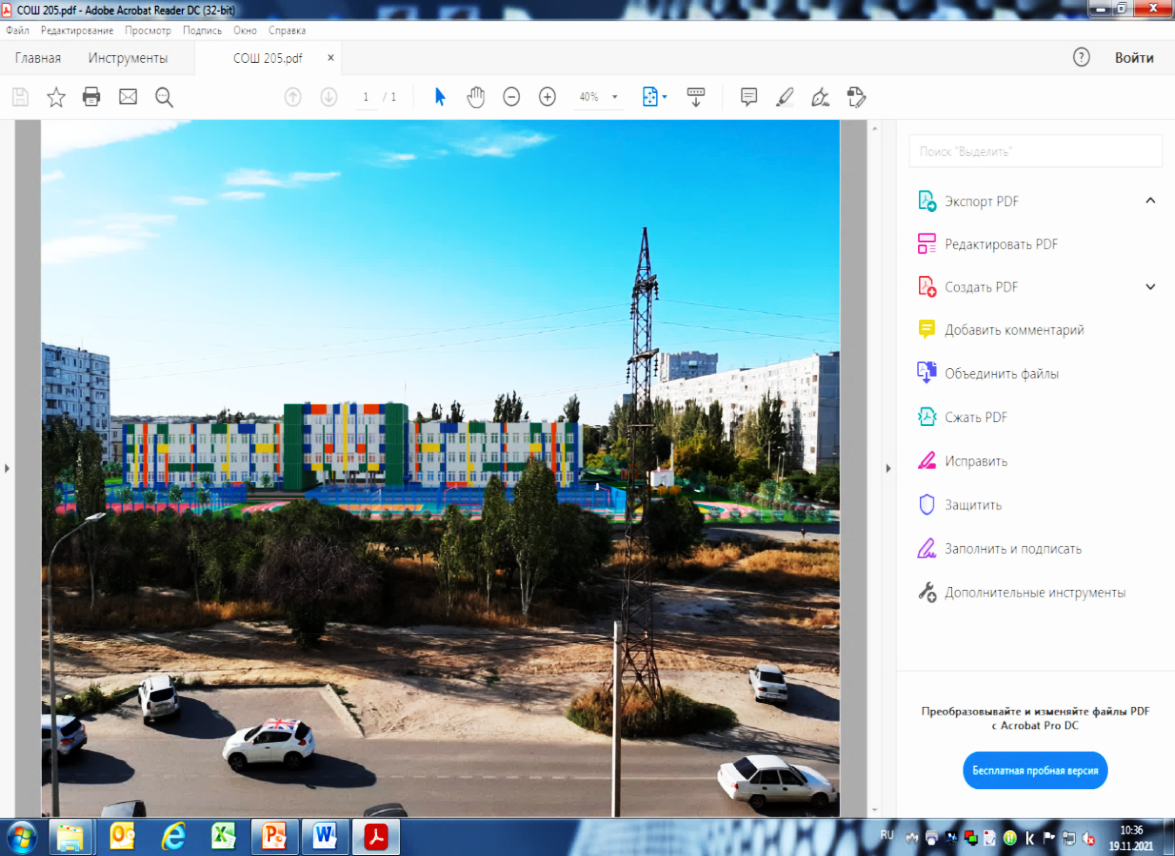 СОШ 205.pdf - Adobe Acrobat Reader DC (32-bit)
Файл Редактирование Просмотр Подпись Окно Справка
Главная Инструменты СОШ 205.pdf × ? Войти
1 / 1 40%
Поиск "Выделить"
Экспорт PDF
Редактировать PDF
Создать PDF
Добавить комментарий
Объединить файлы
Сжать PDF
Исправить
Защитить
Заполнить и подписать
Дополнительные инструменты
Преобразовывайте и изменяйте файлы PDF
с Acrobat Pro DC
Бесплатная пробная версия
RU
10:36
19.11.2021